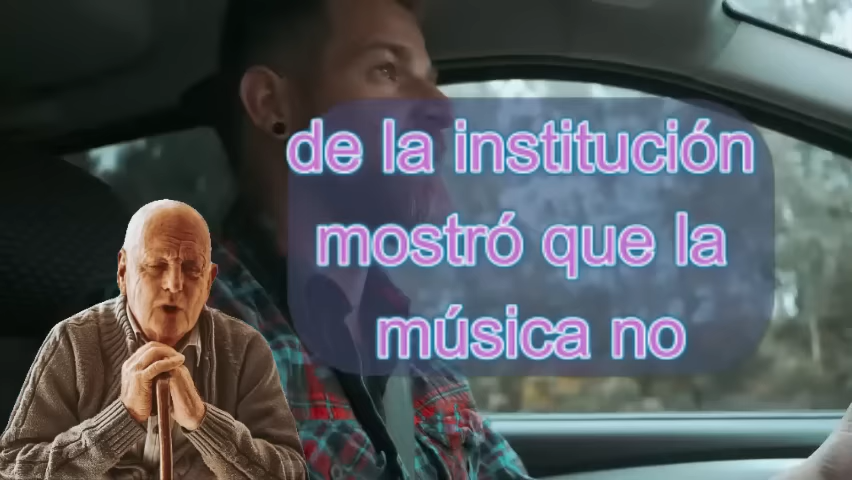 de la institución
mostró que la
música no